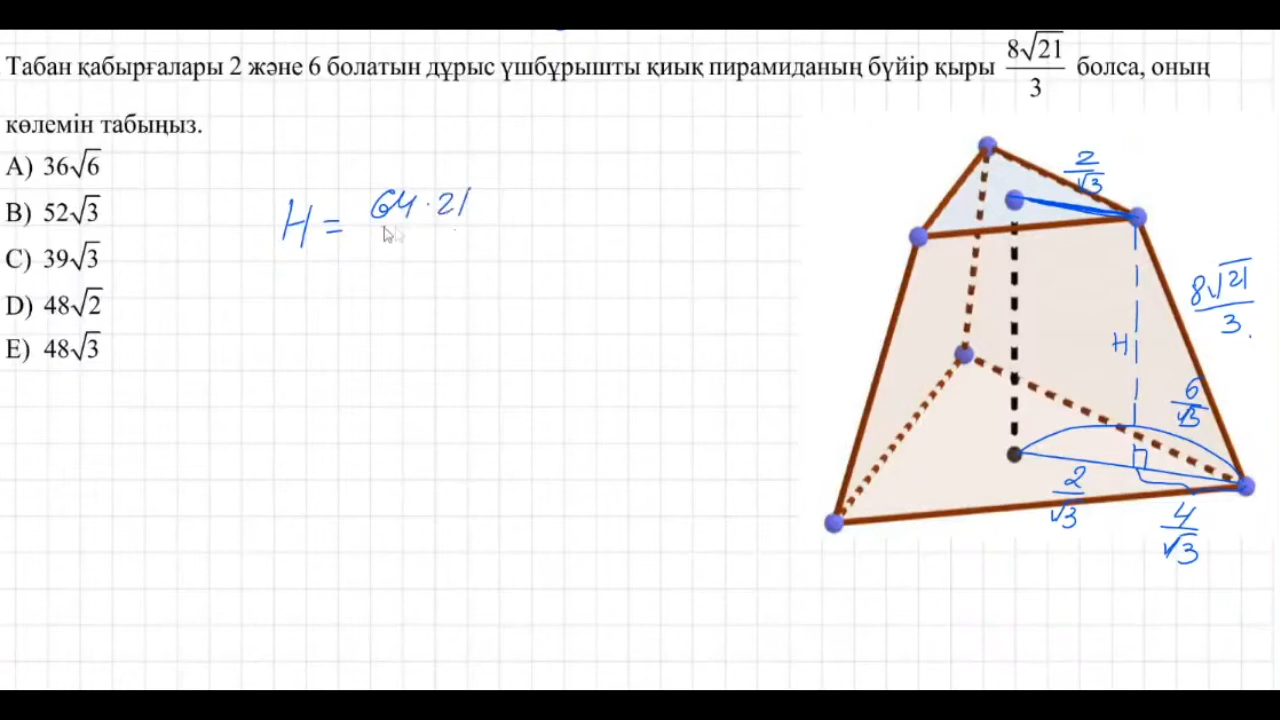 . Табан қабырғалары 2 және 6 болатын дұрыс үшбұрышты қиық пирамиданың бүйір қыры 8√21/3 болса, оның
көлемін табыңыз.
A) 36√6
B) 52√3
C) 39√3
D) 48√2
E) 48√3
H = 64·21
2/√3
8√21/3.
H
6/√3
2/√3
4/√3